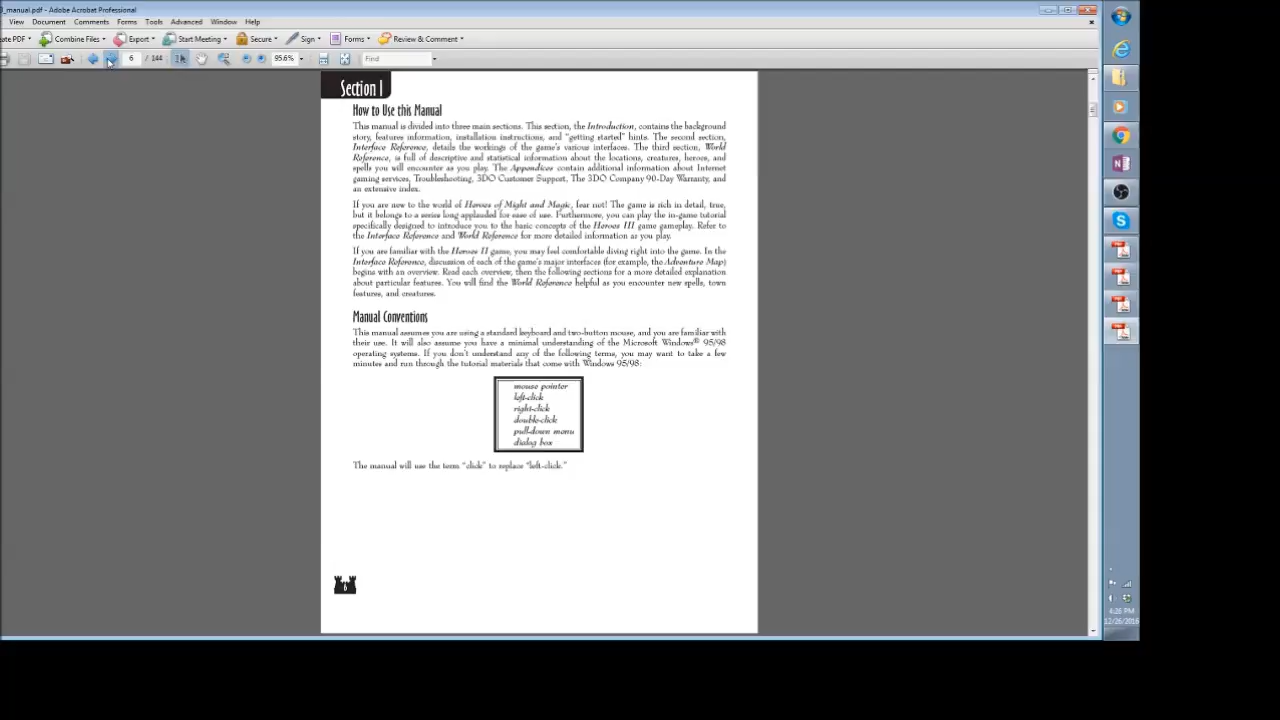 3_manual.pdf - Adobe Acrobat Professional
View Document Comments Forms Tools Advanced Window Help
ate PDF Combine Files Export Start Meeting Secure Sign Forms Review & Comment
6 / 144 95.6% Find
Section I
How to Use this Manual
This manual is divided into three main sections. This section, the Introduction, contains the background
story, features information, installation instructions, and "getting started" hints. The second section,
Interface Reference, details the workings of the game's various interfaces. The third section, World
Reference, is full of descriptive and statistical information about the locations, creatures, heroes, and
spells you will encounter as you play. The Appendices contain additional information about Internet
gaming services, Troubleshooting, 3DO Customer Support, The 3DO Company 90-Day Warranty, and
an extensive index.
If you are new to the world of Heroes of Might and Magic, fear not! The game is rich in detail, true,
but it belongs to a series long applauded for ease of use. Furthermore, you can play the in-game tutorial
specifically designed to introduce you to the basic concepts of the Heroes III game gameplay. Refer to
the Interface Reference and World Reference for more detailed information as you play.
If you are familiar with the Heroes II game, you may feel comfortable diving right into the game. In the
Interface Reference, discussion of each of the game's major interfaces (for example, the Adventure Map)
begins with an overview. Read each overview, then the following sections for a more detailed explanation
about particular features. You will find the World Reference helpful as you encounter new spells, town
features, and creatures.
Manual Conventions
This manual assumes you are using a standard keyboard and two-button mouse, and you are familiar with
their use. It will also assume you have a minimal understanding of the Microsoft Windows® 95/98
operating systems. If you don't understand any of the following terms, you may want to take a few
minutes and run through the tutorial materials that come with Windows 95/98:
mouse pointer
left-click
right-click
double-click
pull-down menu
dialog box
The manual will use the term "click" to replace "left-click."
6
4:26 PM
12/26/2016